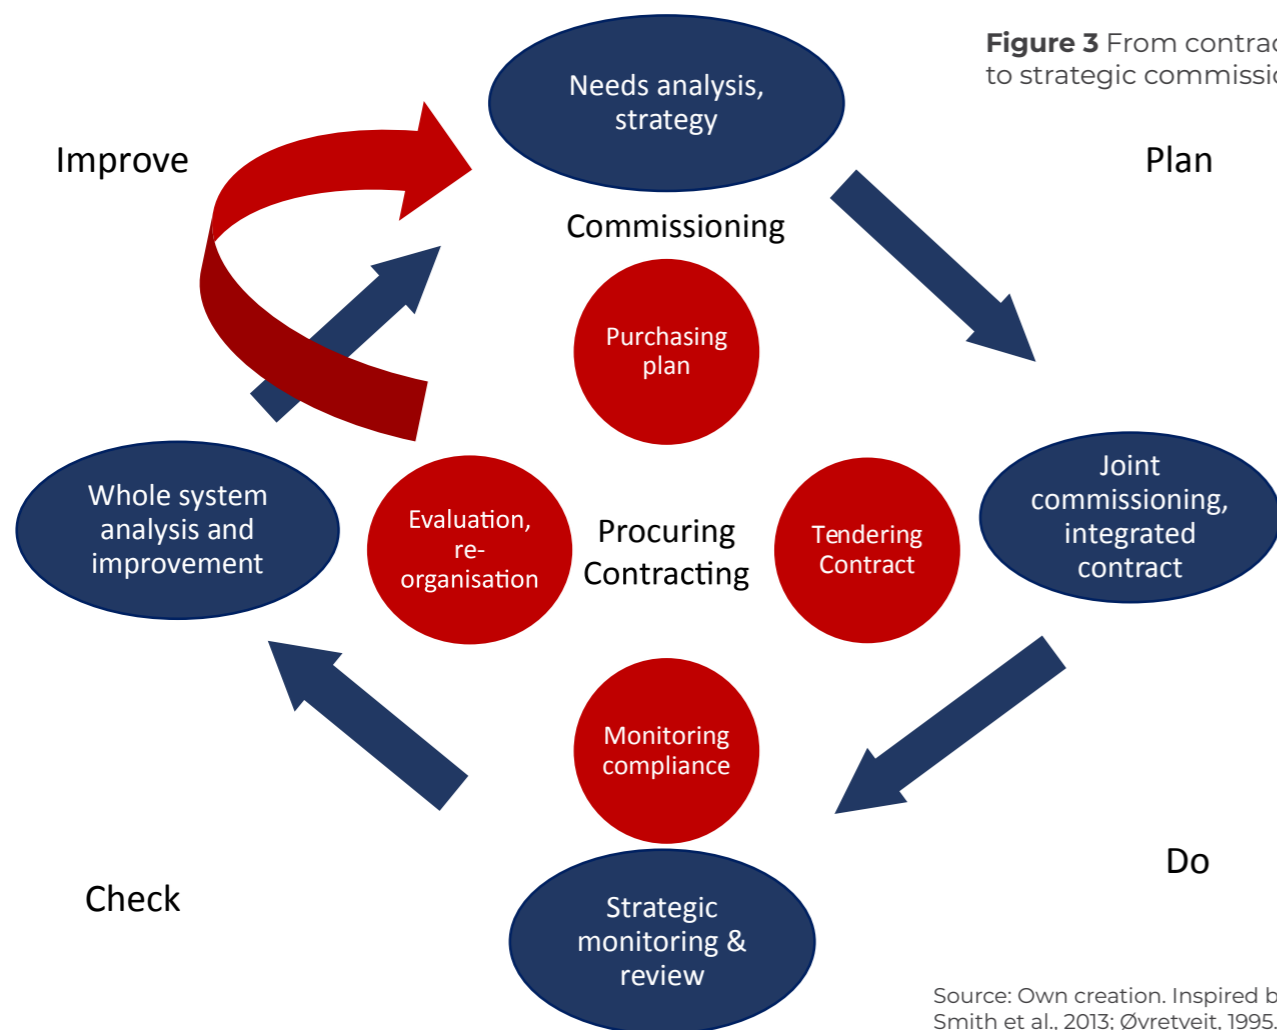 Figure 3 From contrac
to strategic commissio
Needs analysis,
strategy
Improve
Plan
Commissioning
Purchasing
plan
Whole system
analysis and
improvement
Evaluation,
re-
organisation
Procuring
Contracting
Tendering
Contract
Joint
commissioning,
integrated
contract
Monitoring
compliance
Check
Do
Strategic
monitoring &
review
Source: Own creation. Inspired b
Smith et al., 2013; Øvretveit, 1995.